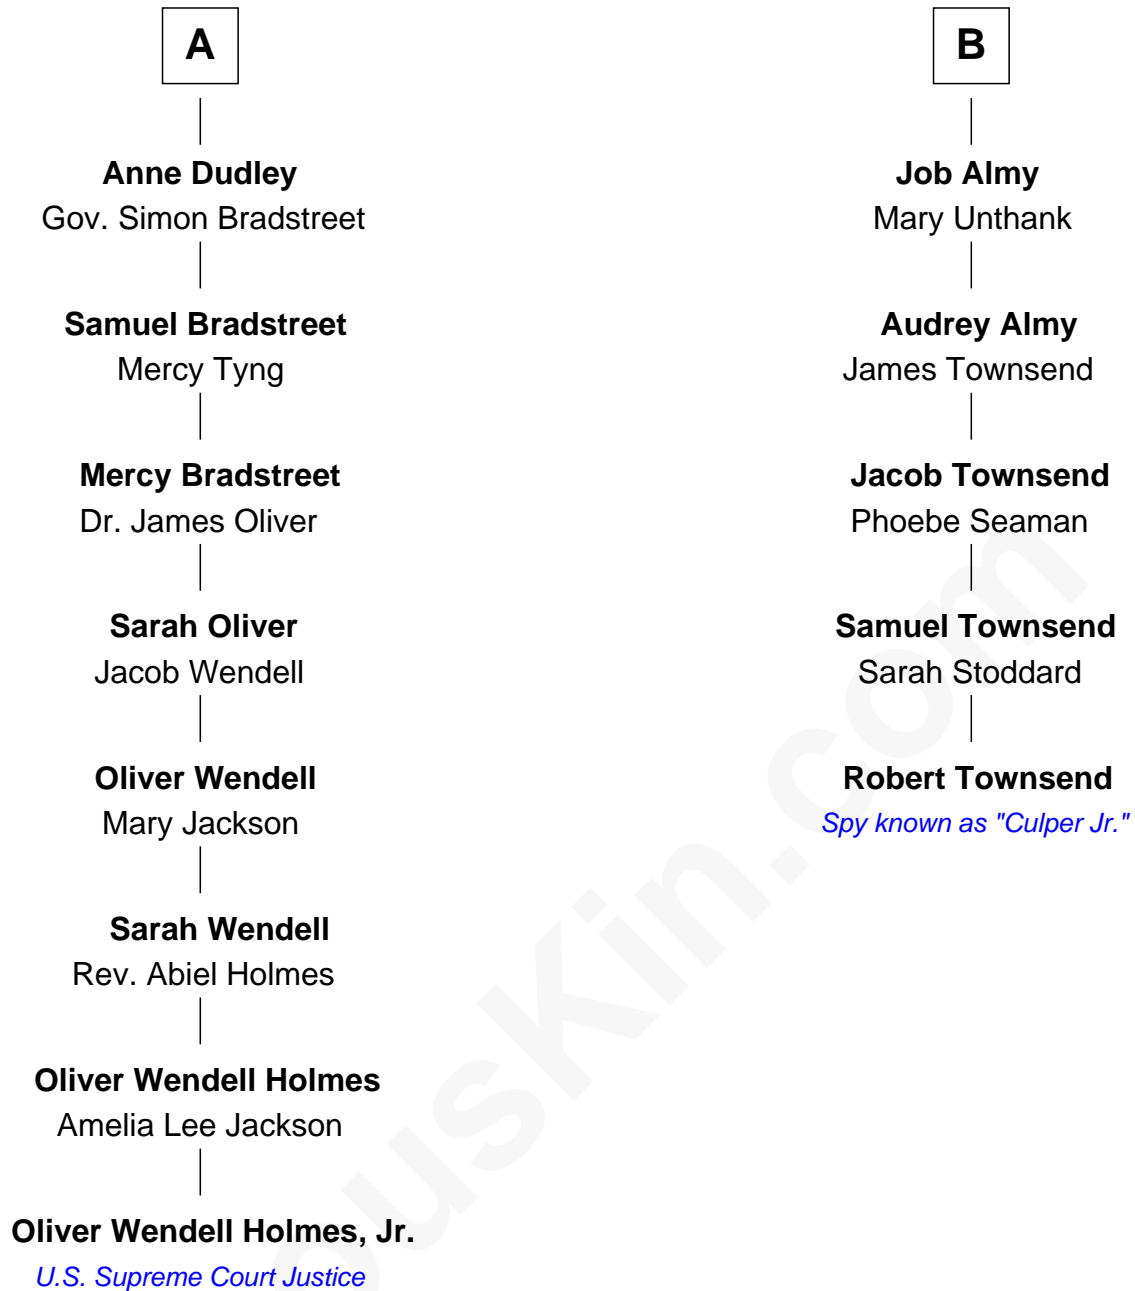 A
Anne Dudley
Gov. Simon Bradstreet
Samuel Bradstreet
Mercy Tyng
Mercy Bradstreet
Dr. James Oliver
Sarah Oliver
Jacob Wendell
Oliver Wendell
Mary Jackson
Sarah Wendell
Rev. Abiel Holmes
Oliver Wendell Holmes
Amelia Lee Jackson
Oliver Wendell Holmes, Jr.
U.S. Supreme Court Justice
B
Job Almy
Mary Unthank
Audrey Almy
James Townsend
Jacob Townsend
Phoebe Seaman
Samuel Townsend
Sarah Stoddard
Robert Townsend
Spy known as "Culper Jr."
ousKin.com